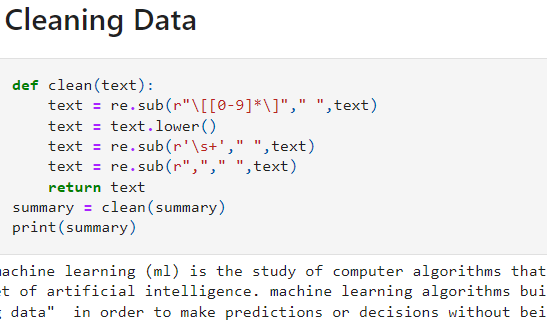 Cleaning Data
def clean(text):
    text = re.sub(r"\[[0-9]*\]"," ",text)
    text = text.lower()
    text = re.sub(r'\s+'," ",text)
    text = re.sub(r","," ",text)
    return text
summary = clean(summary)
print(summary)
machine learning (ml) is the study of computer algorithms that
of artificial intelligence. machine learning algorithms
data"  in order to make predictions or decisions without